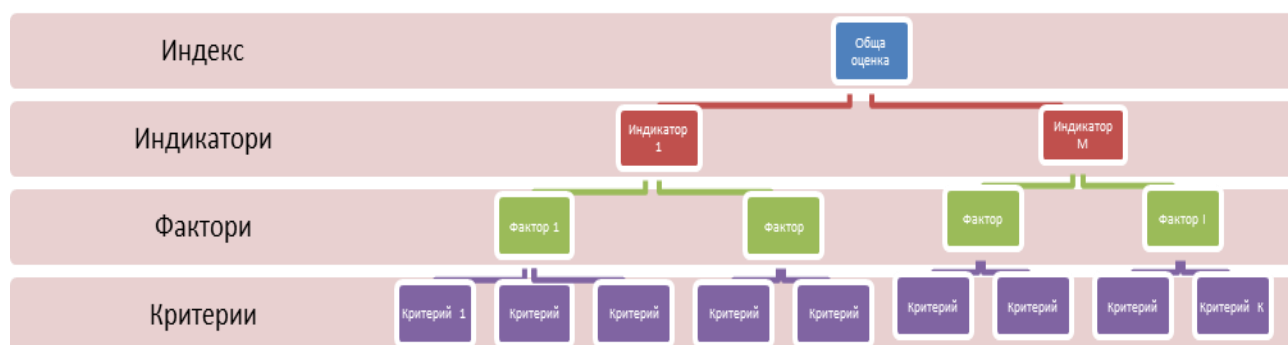 Индекс
Обща
оценка
Индикатори
Индикатор
1
Индикатор
M
Фактори
Фактор 1
Фактор
Фактор
Фактор I
Критерии
Критерий 1
Критерий
Критерий
Критерий
Критерий
Критерий
Критерий
Критерий
Критерий K